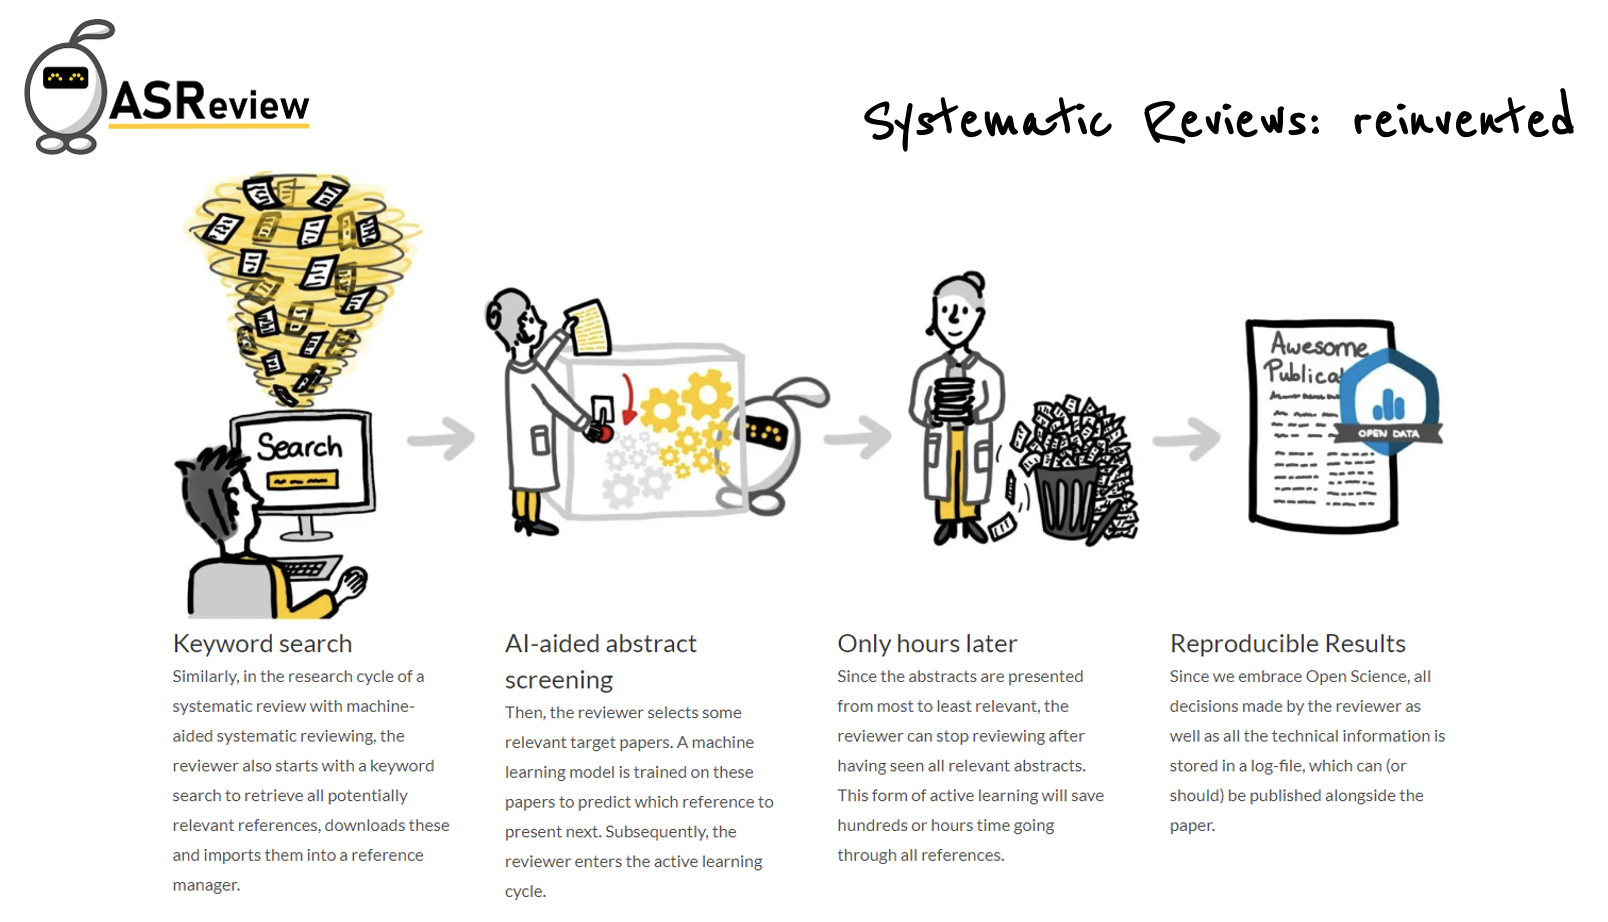 ASReview
Systematic Reviews: reinvented
Search
Awesome
OPEN DATA
Keyword search
Similarly, in the research cycle of a
systematic review with machine-
aided systematic reviewing, the
reviewer also starts with a keyword
search to retrieve all potentially
relevant references, downloads these
and imports them into a reference
manager.
AI-aided abstract
screening
Then, the reviewer selects some
relevant target papers. A machine
learning model is trained on these
papers to predict which reference to
present next. Subsequently, the
reviewer enters the active learning
cycle.
Only hours later
Since the abstracts are presented
from most to least relevant, the
reviewer can stop reviewing after
having seen all relevant abstracts.
This form of active learning will save
hundreds or hours time going
through all references.
Reproducible Results
Since we embrace Open Science, all
decisions made by the reviewer as
well as all the technical information is
stored in a log-file, which can (or
should) be published alongside the
paper.